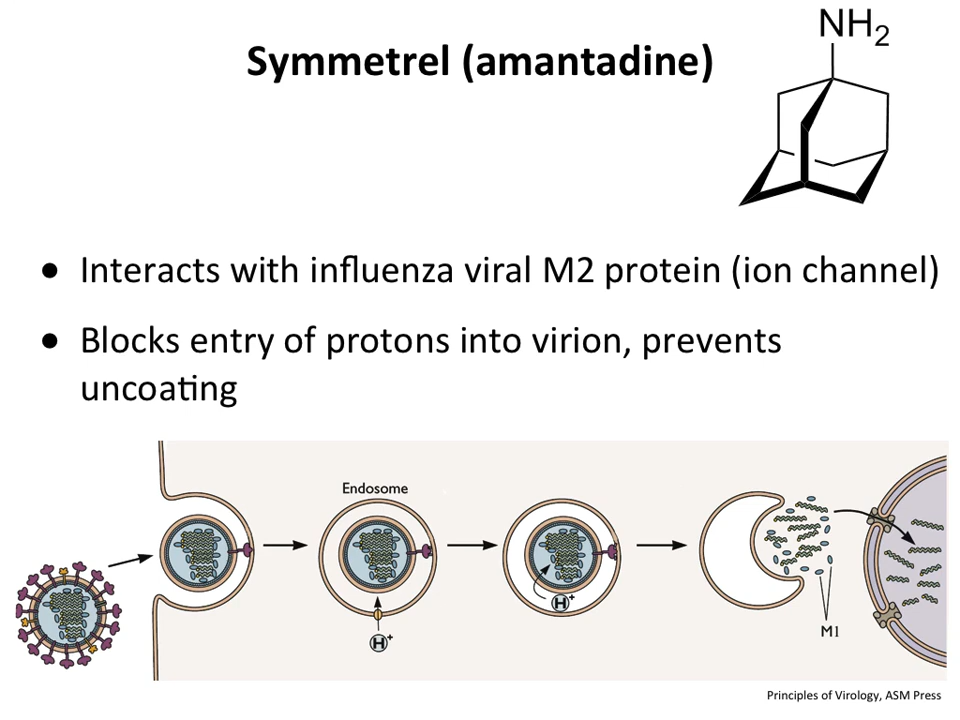 NH2
Symmetrel (amantadine)
• Interacts with influenza viral M2 protein (ion channel)
• Blocks entry of protons into virion, prevents
uncoating
Endosome
H+
H+
M1
Principles of Virology, ASM Press